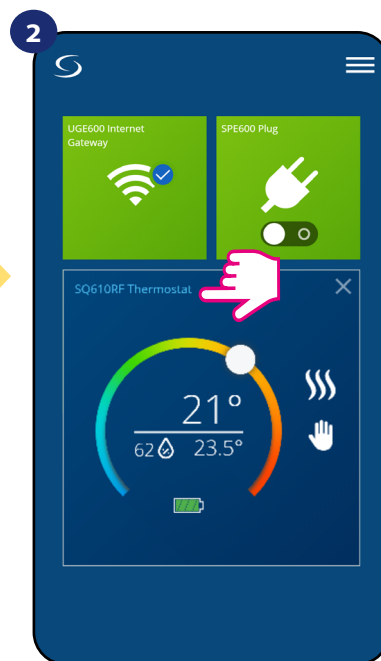 2
UGE600 Internet
Gateway
SPE600 Plug
SQ610RF Thermostat
21°
62 % 23.5°